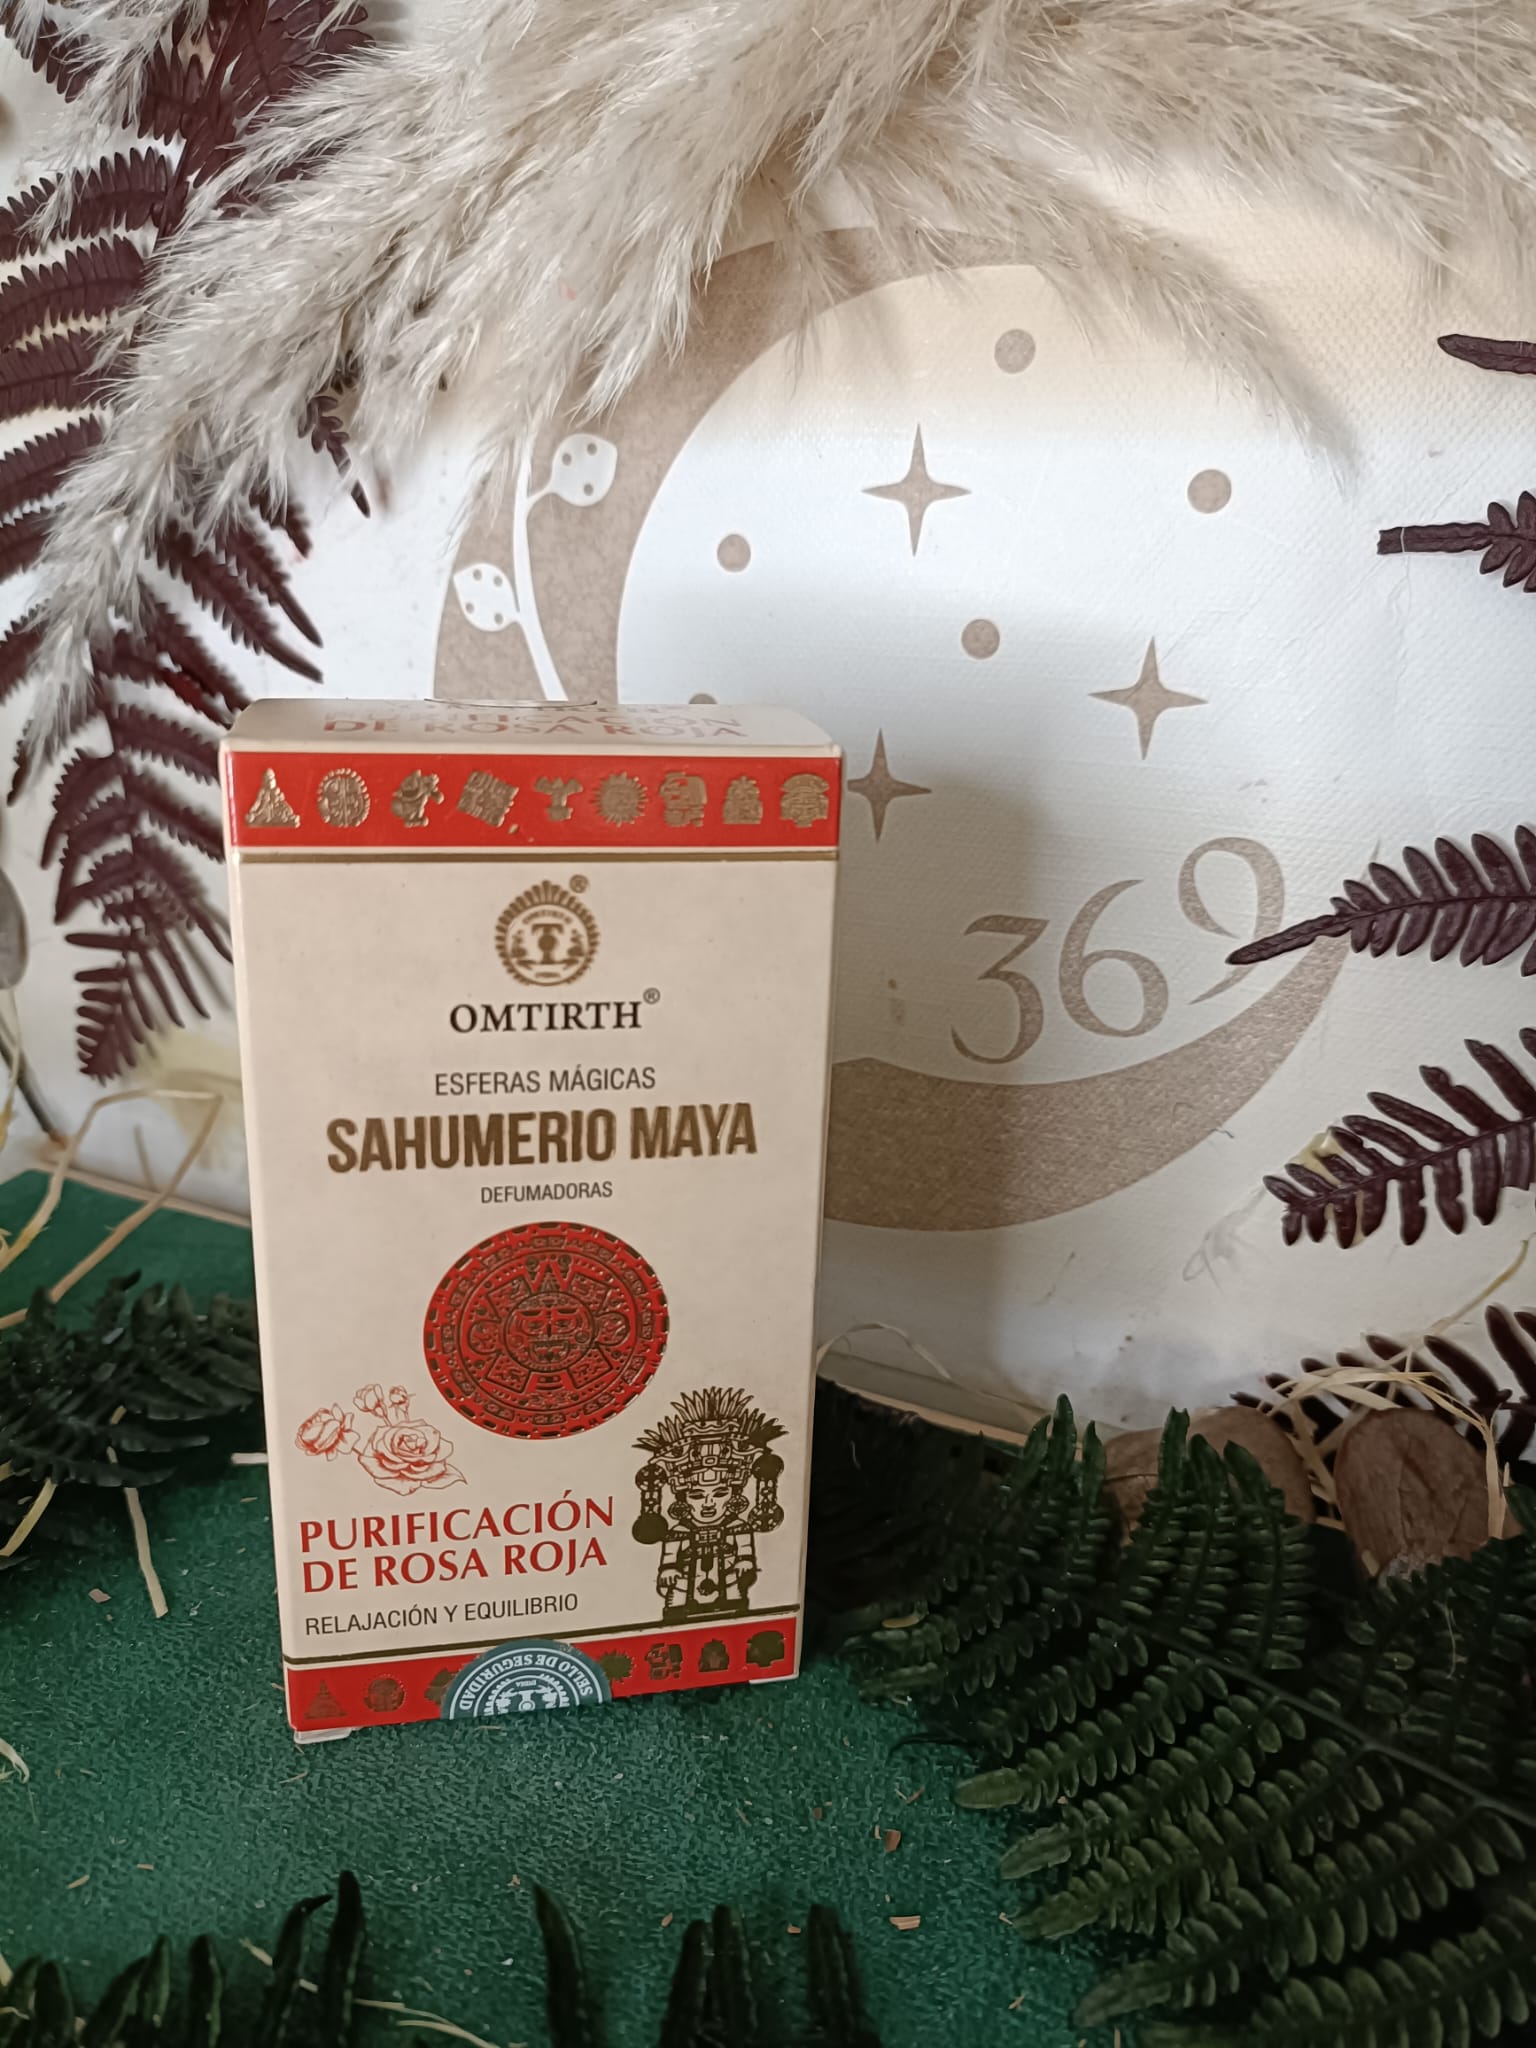 DE ROSA ROJA
369
OMTIRTH
OMTIRTH®
ESFERAS MÁGICAS
SAHUMERIO MAYA
DEFUMADORAS
PURIFICACIÓN
DE ROSA ROJA
RELAJACIÓN Y EQUILIBRIO
SELLO DE SEGURIDAD